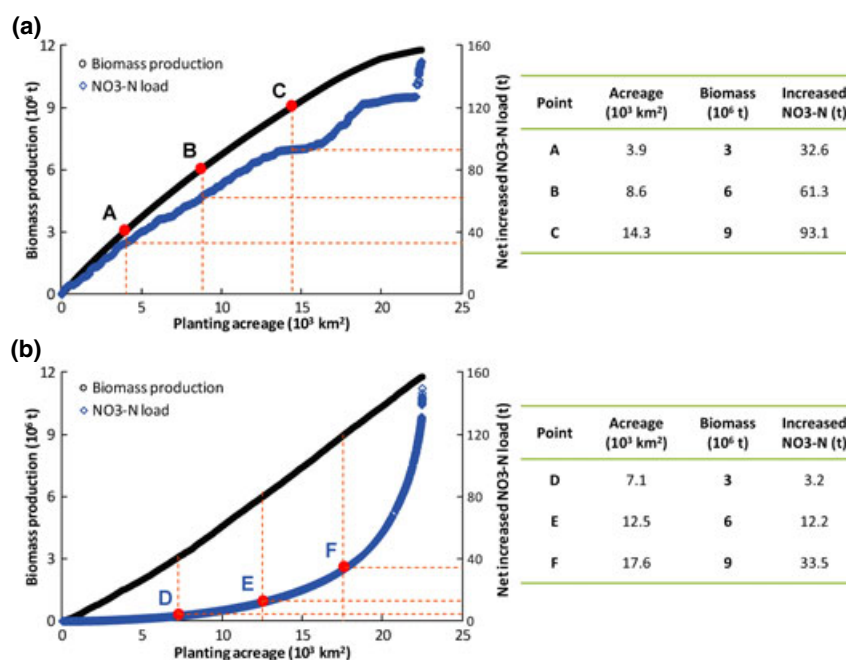 (a)
12
9
6
3
0
Biomass production (10⁶ t)
Biomass production
NO3-N load
A
B
C
160
120
80
40
0
Net increased NO3-N load (t)
0 5 10 15 20 25
Planting acreage (10³ km²)
Point Acreage (10³ km²) Biomass (10⁶ t) Increased NO3-N (t)
A 3.9 3 32.6
B 8.6 6 61.3
C 14.3 9 93.1
(b)
12
9
6
3
0
Biomass production (10⁶ t)
Biomass production
NO3-N load
D
E
F
160
120
80
40
0
Net increased NO3-N load (t)
0 5 10 15 20 25
Planting acreage (10³ km²)
Point Acreage (10³ km²) Biomass (10⁶ t) Increased NO3-N (t)
D 7.1 3 3.2
E 12.5 6 12.2
F 17.6 9 33.5